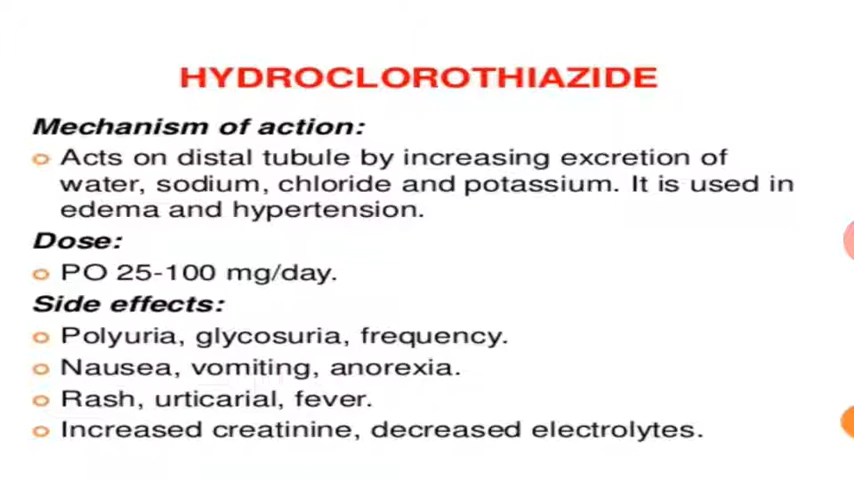 HYDROCLOROTHIAZIDE
Mechanism of action:
Acts on distal tubule by increasing excretion of
water, sodium, chloride and potassium. It is used in
edema and hypertension.
Dose:
PO 25-100 mg/day.
Side effects:
Polyuria, glycosuria, frequency.
Nausea, vomiting, anorexia.
Rash, urticarial, fever.
Increased creatinine, decreased electrolytes.